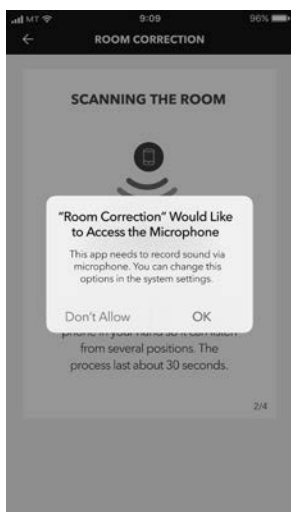 MT 9:09 96%
ROOM CORRECTION
SCANNING THE ROOM
"Room Correction" Would Like
to Access the Microphone
This app needs to record sound via
microphone. You can change this
options in the system settings.
Don't Allow OK
phone in your hand so it can listen
from several positions. The
process last about 30 seconds.
2/4